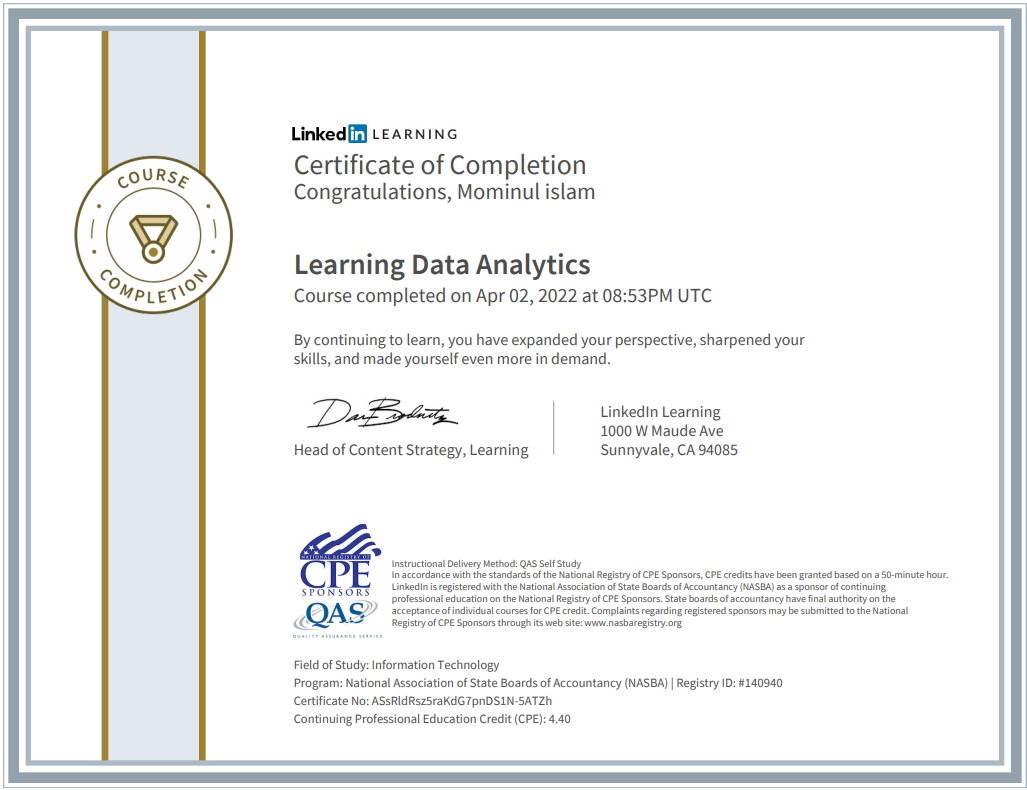 LinkedIn LEARNING
Certificate of Completion
Congratulations, Mominul islam
COURSE
COMPLETION
Learning Data Analytics
Course completed on Apr 02, 2022 at 08:53PM UTC
By continuing to learn, you have expanded your perspective, sharpened your
skills, and made yourself even more in demand.
Head of Content Strategy, Learning
LinkedIn Learning
1000 W Maude Ave
Sunnyvale, CA 94085
NATIONAL REGISTRY OF
CPE
SPONSORS
QAS
QUALITY ASSURANCE SERVICE
Instructional Delivery Method: QAS Self Study
In accordance with the standards of the National Registry of CPE Sponsors, CPE credits have been granted based on a 50-minute hour.
LinkedIn is registered with the National Association of State Boards of Accountancy (NASBA) as a sponsor of continuing
professional education on the National Registry of CPE Sponsors. State boards of accountancy have final authority on the
acceptance of individual courses for CPE credit. Complaints regarding registered sponsors may be submitted to the National
Registry of CPE Sponsors through its web site: www.nasbaregistry.org
Field of Study: Information Technology
Program: National Association of State Boards of Accountancy (NASBA) | Registry ID: #140940
Certificate No: ASsRldRsz5raKdG7pnDS1N-5ATZh
Continuing Professional Education Credit (CPE): 4.40